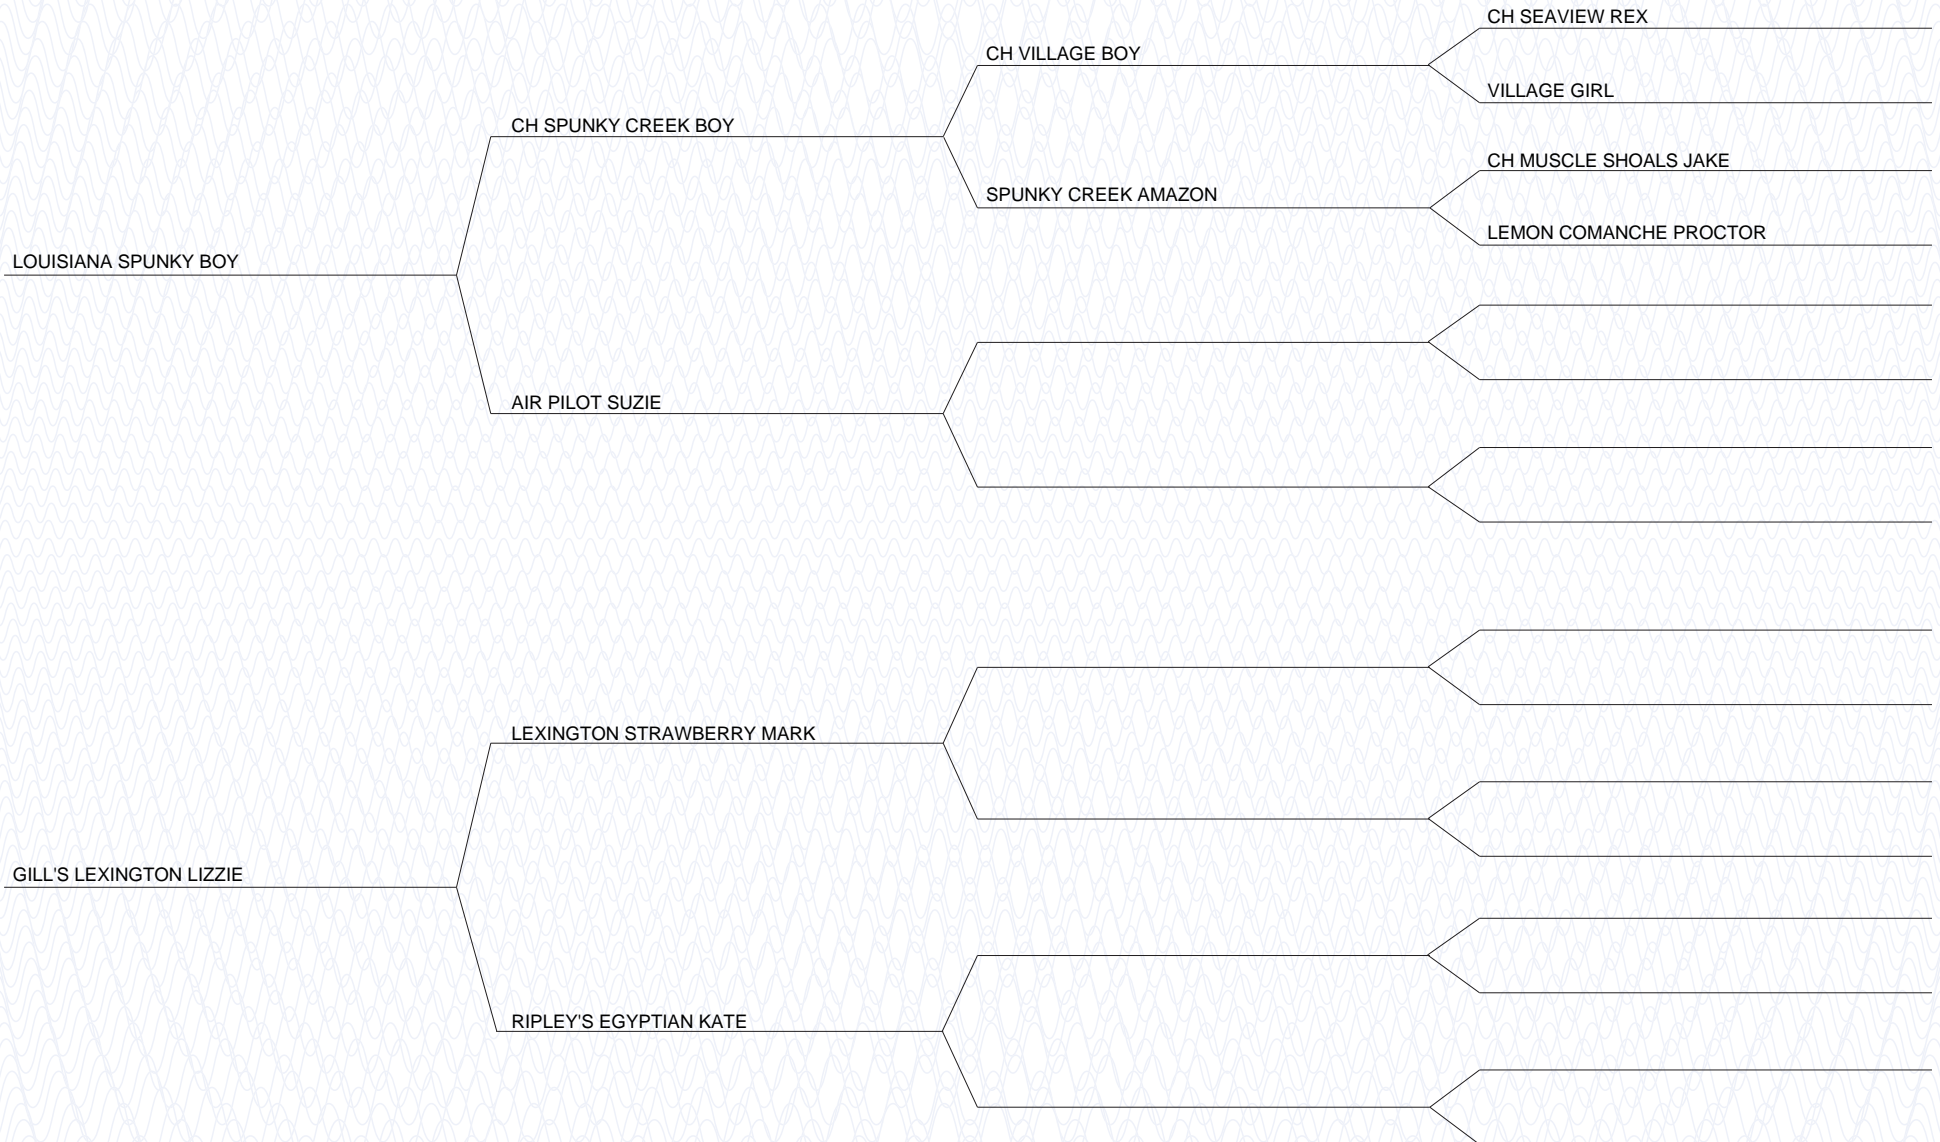 CH SEAVIEW REX
CH VILLAGE BOY
VILLAGE GIRL
CH SPUNKY CREEK BOY
CH MUSCLE SHOALS JAKE
SPUNKY CREEK AMAZON
LEMON COMANCHE PROCTOR
LOUISIANA SPUNKY BOY
AIR PILOT SUZIE
LEXINGTON STRAWBERRY MARK
GILL'S LEXINGTON LIZZIE
RIPLEY'S EGYPTIAN KATE